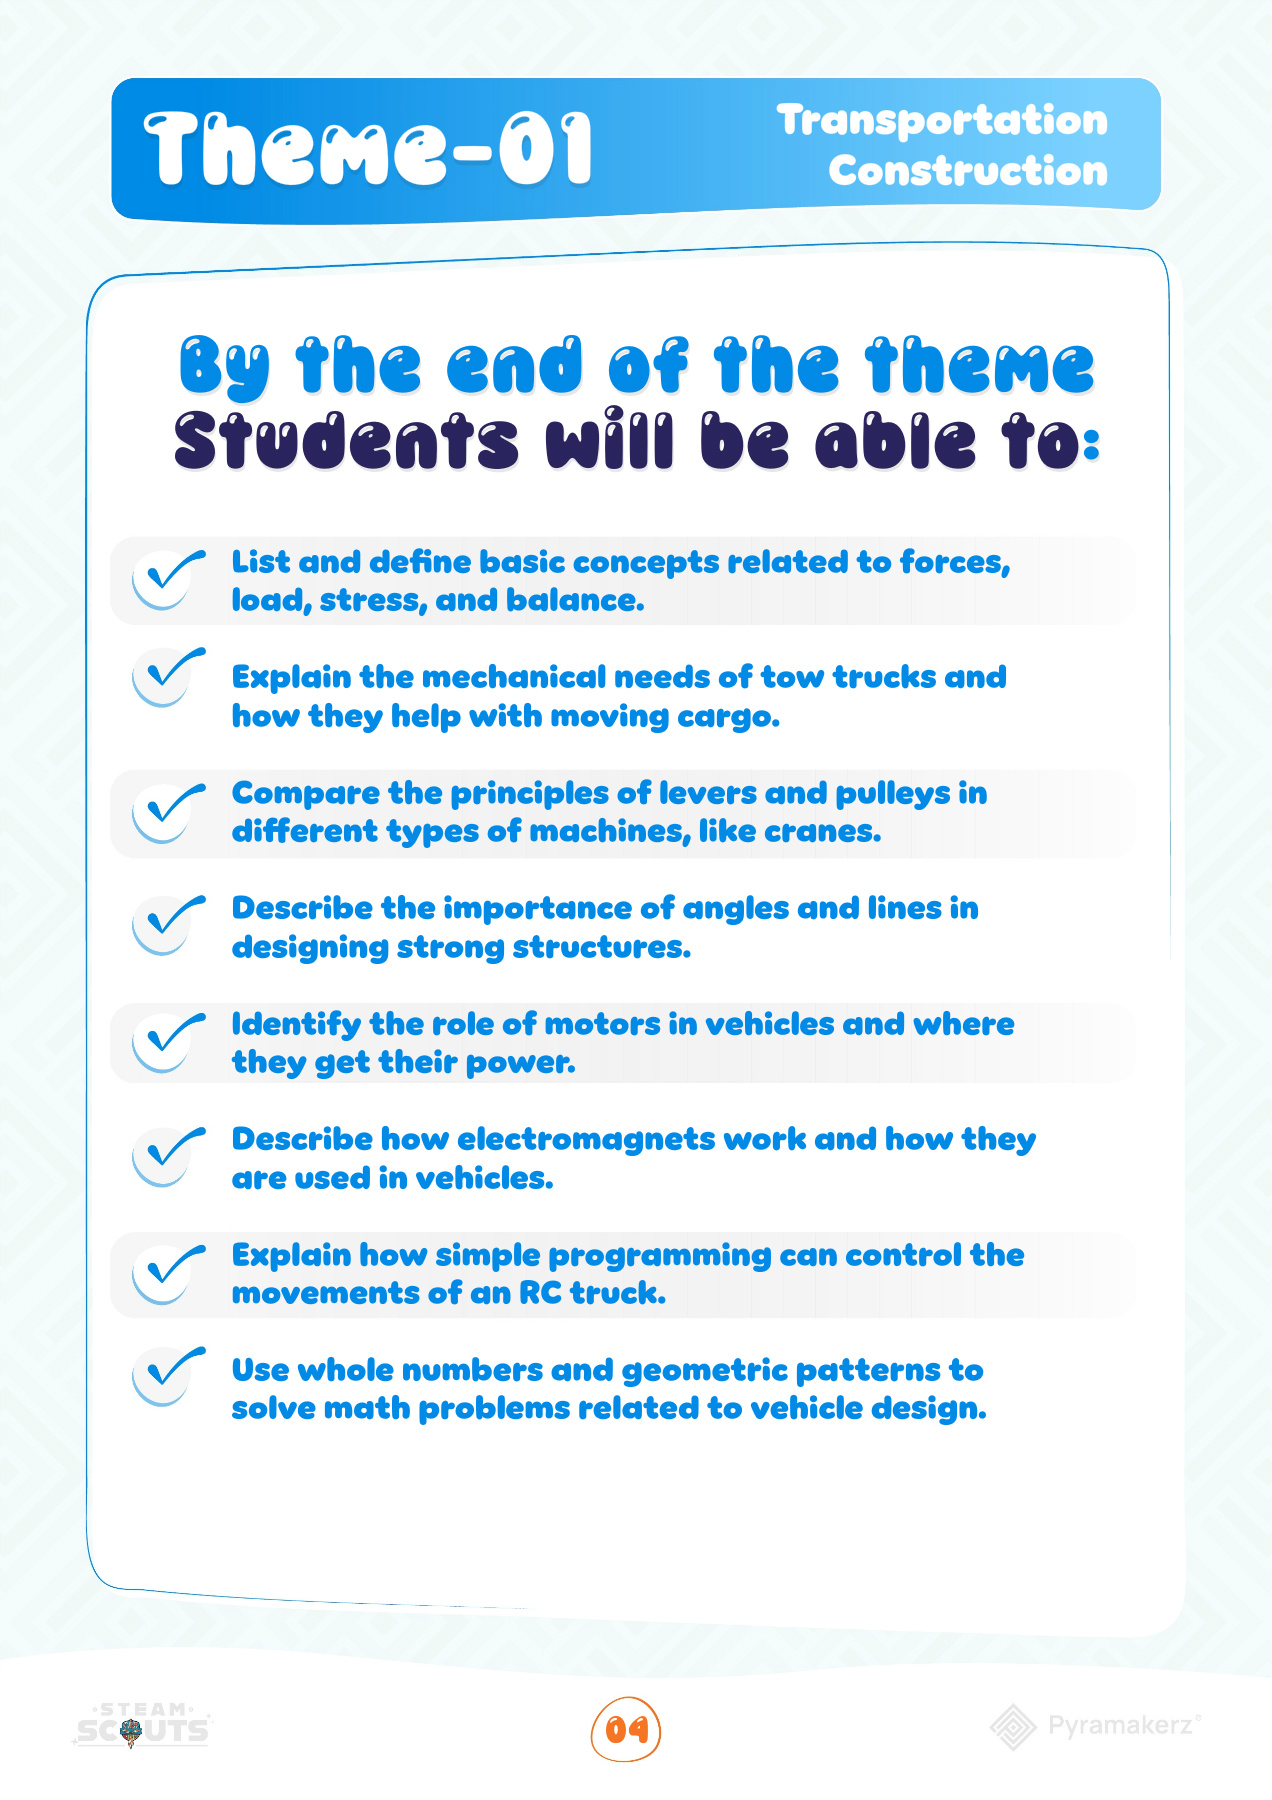 Theme-01
Transportation
Construction
By the end of the theme
Students will be able to:
List and define basic concepts related to forces,
load, stress, and balance.
Explain the mechanical needs of tow trucks and
how they help with moving cargo.
Compare the principles of levers and pulleys in
different types of machines, like cranes.
Describe the importance of angles and lines in
designing strong structures.
Identify the role of motors in vehicles and where
they get their power.
Describe how electromagnets work and how they
are used in vehicles.
Explain how simple programming can control the
movements of an RC truck.
Use whole numbers and geometric patterns to
solve math problems related to vehicle design.
STEAM
SCOUTS
04
Pyramakerz